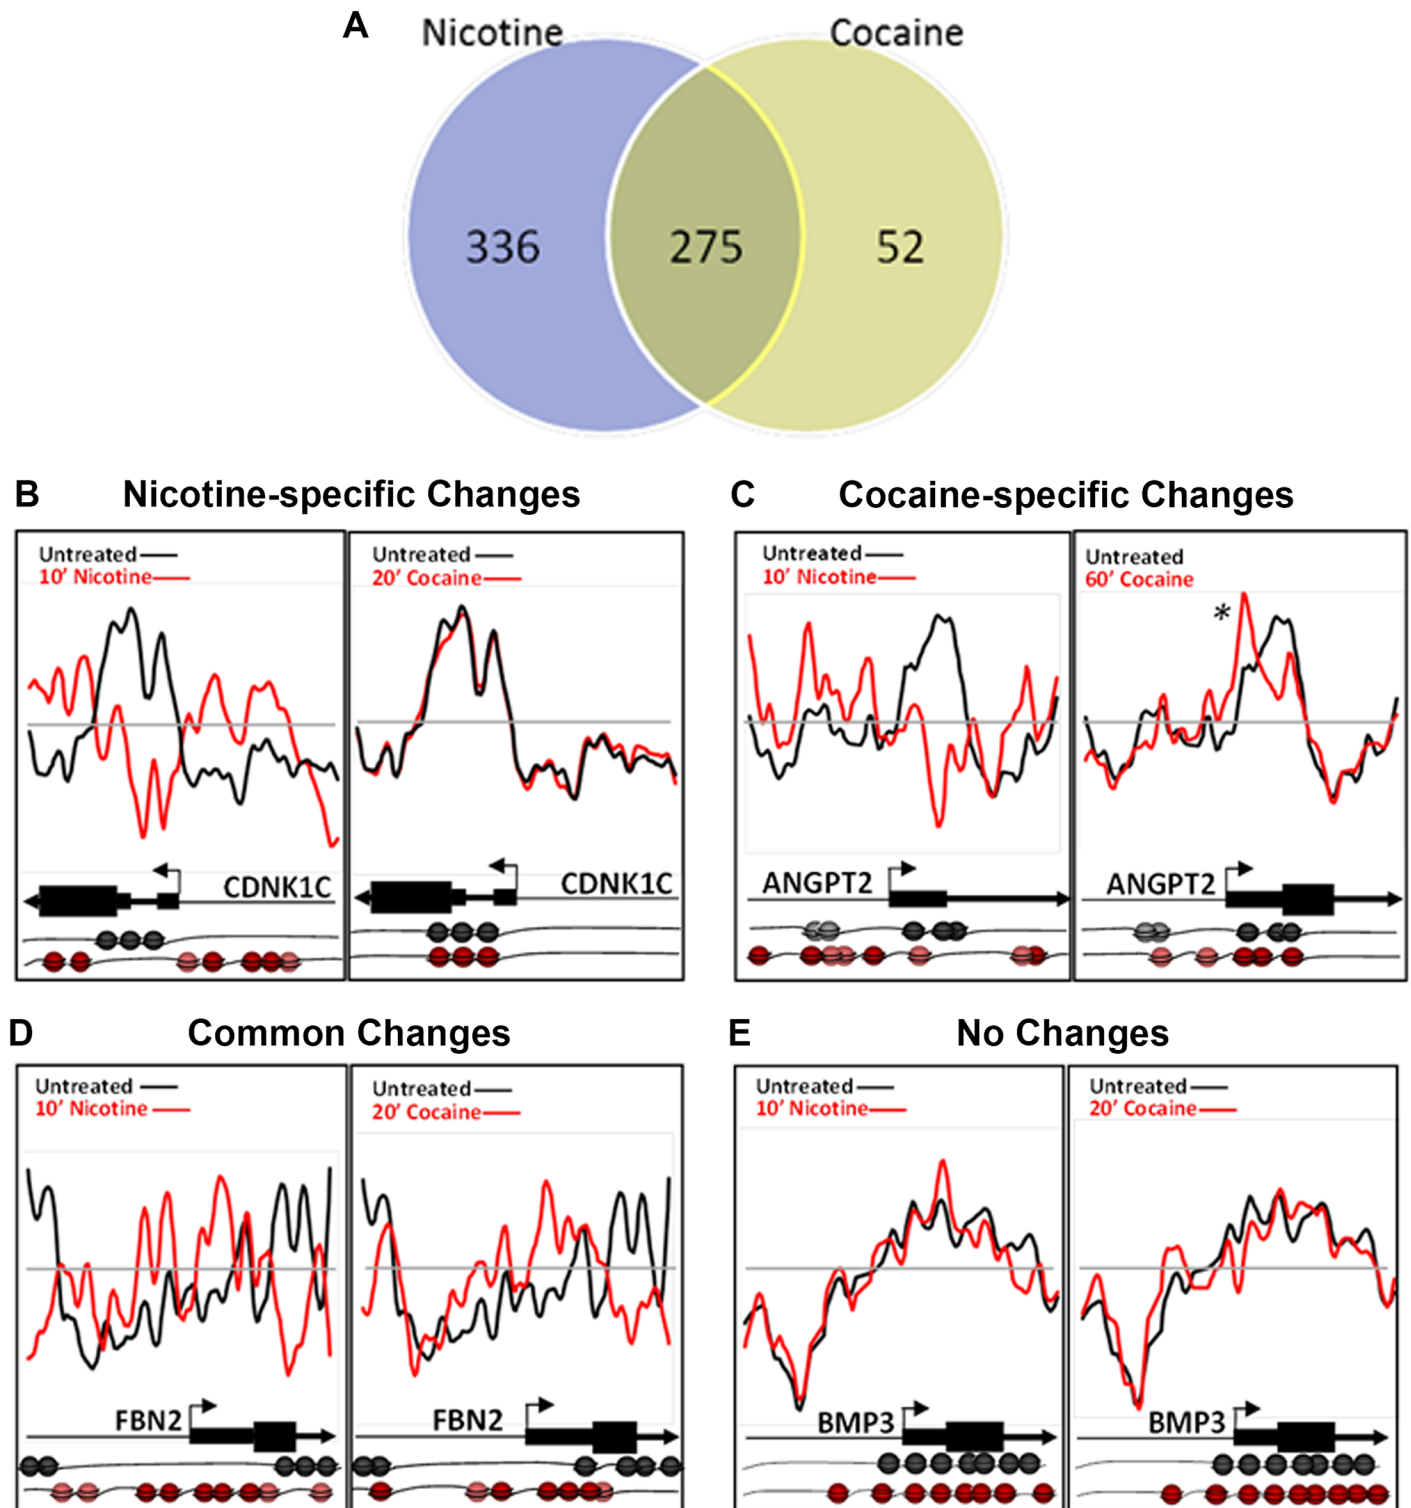 A
Nicotine
Cocaine
336
275
52
B Nicotine-specific Changes
Untreated
10' Nicotine
CDNK1C
Untreated
20' Cocaine
CDNK1C
C Cocaine-specific Changes
Untreated
10' Nicotine
ANGPT2
Untreated
60' Cocaine
*
ANGPT2
D Common Changes
Untreated
10' Nicotine
FBN2
Untreated
20' Cocaine
FBN2
E No Changes
Untreated
10' Nicotine
BMP3
Untreated
20' Cocaine
BMP3